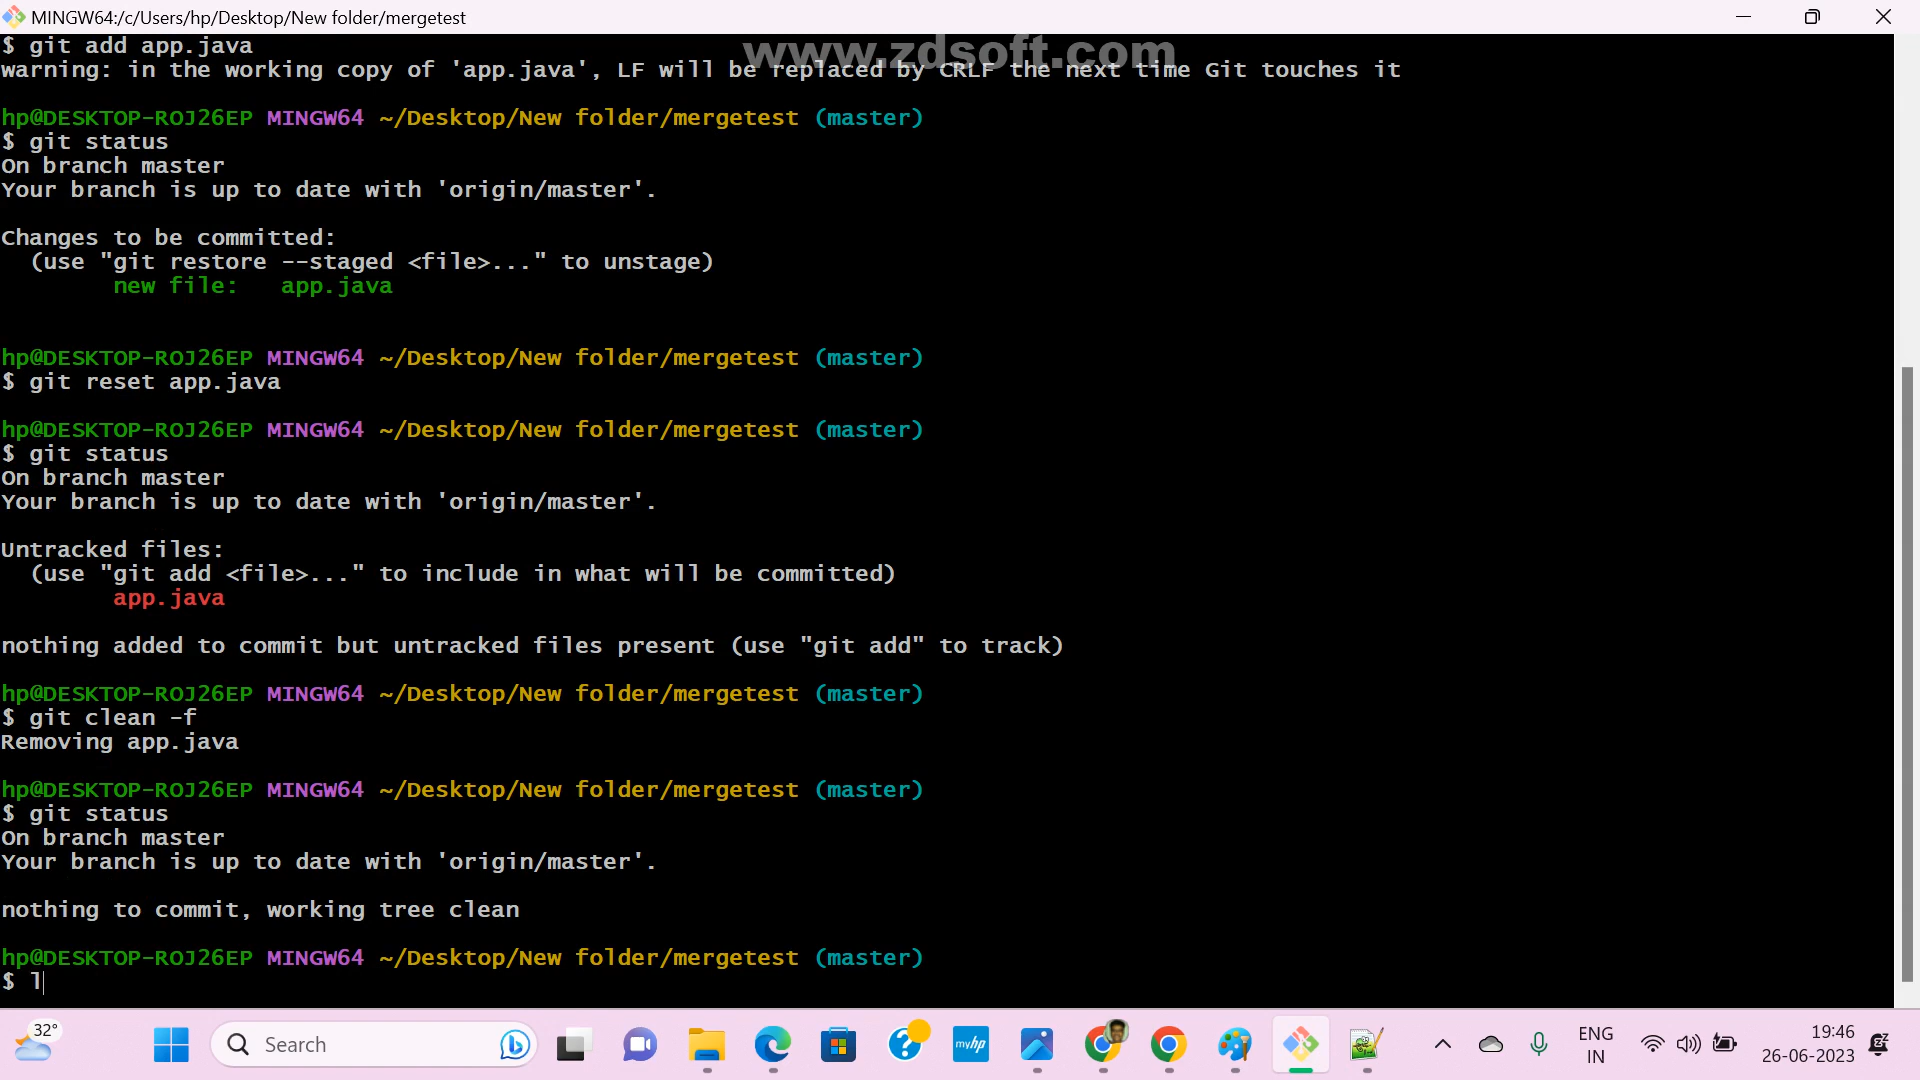 MINGW64:/c/Users/hp/Desktop/New folder/mergetest
www.zdsoft.com
$ git add app.java
warning: in the working copy of 'app.java', LF will be replaced by CRLF the next time Git touches it
hp@DESKTOP-ROJ26EP MINGW64 ~/Desktop/New folder/mergetest (master)
$ git status
On branch master
Your branch is up to date with 'origin/master'.
Changes to be committed:
(use "git restore --staged <file>..." to unstage)
new file: app.java
hp@DESKTOP-ROJ26EP MINGW64 ~/Desktop/New folder/mergetest (master)
$ git reset app.java
hp@DESKTOP-ROJ26EP MINGW64 ~/Desktop/New folder/mergetest (master)
$ git status
On branch master
Your branch is up to date with 'origin/master'.
Untracked files:
(use "git add <file>..." to include in what will be committed)
app.java
nothing added to commit but untracked files present (use "git add" to track)
hp@DESKTOP-ROJ26EP MINGW64 ~/Desktop/New folder/mergetest (master)
$ git clean -f
Removing app.java
hp@DESKTOP-ROJ26EP MINGW64 ~/Desktop/New folder/mergetest (master)
$ git status
On branch master
Your branch is up to date with 'origin/master'.
nothing to commit, working tree clean
hp@DESKTOP-ROJ26EP MINGW64 ~/Desktop/New folder/mergetest (master)
$ l
32°
Search
myhp
ENG
IN
19:46
26-06-2023